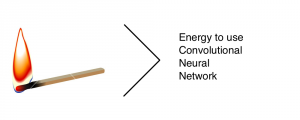 Energy to use
Convolutional
Neural
Network